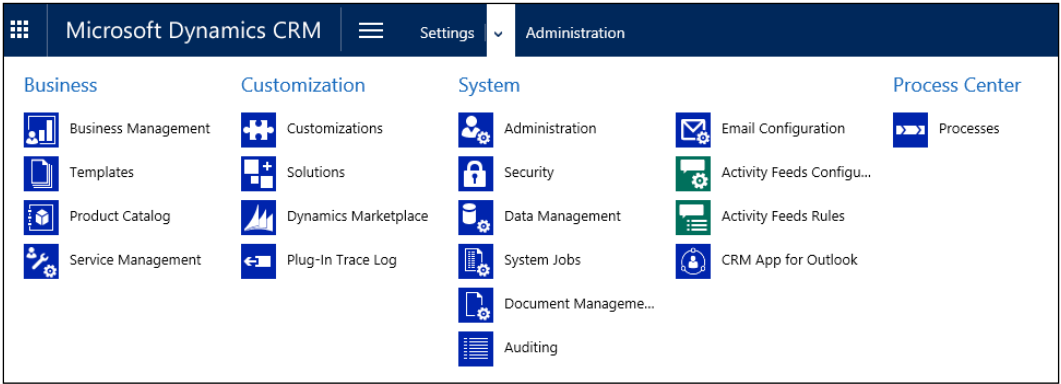 Microsoft Dynamics CRM Settings Administration
Business Customization System Process Center
Business Management Customizations Administration Email Configuration Processes
Templates Solutions Security Activity Feeds Configu...
Product Catalog Dynamics Marketplace Data Management Activity Feeds Rules
Service Management Plug-In Trace Log System Jobs CRM App for Outlook
Document Manageme...
Auditing